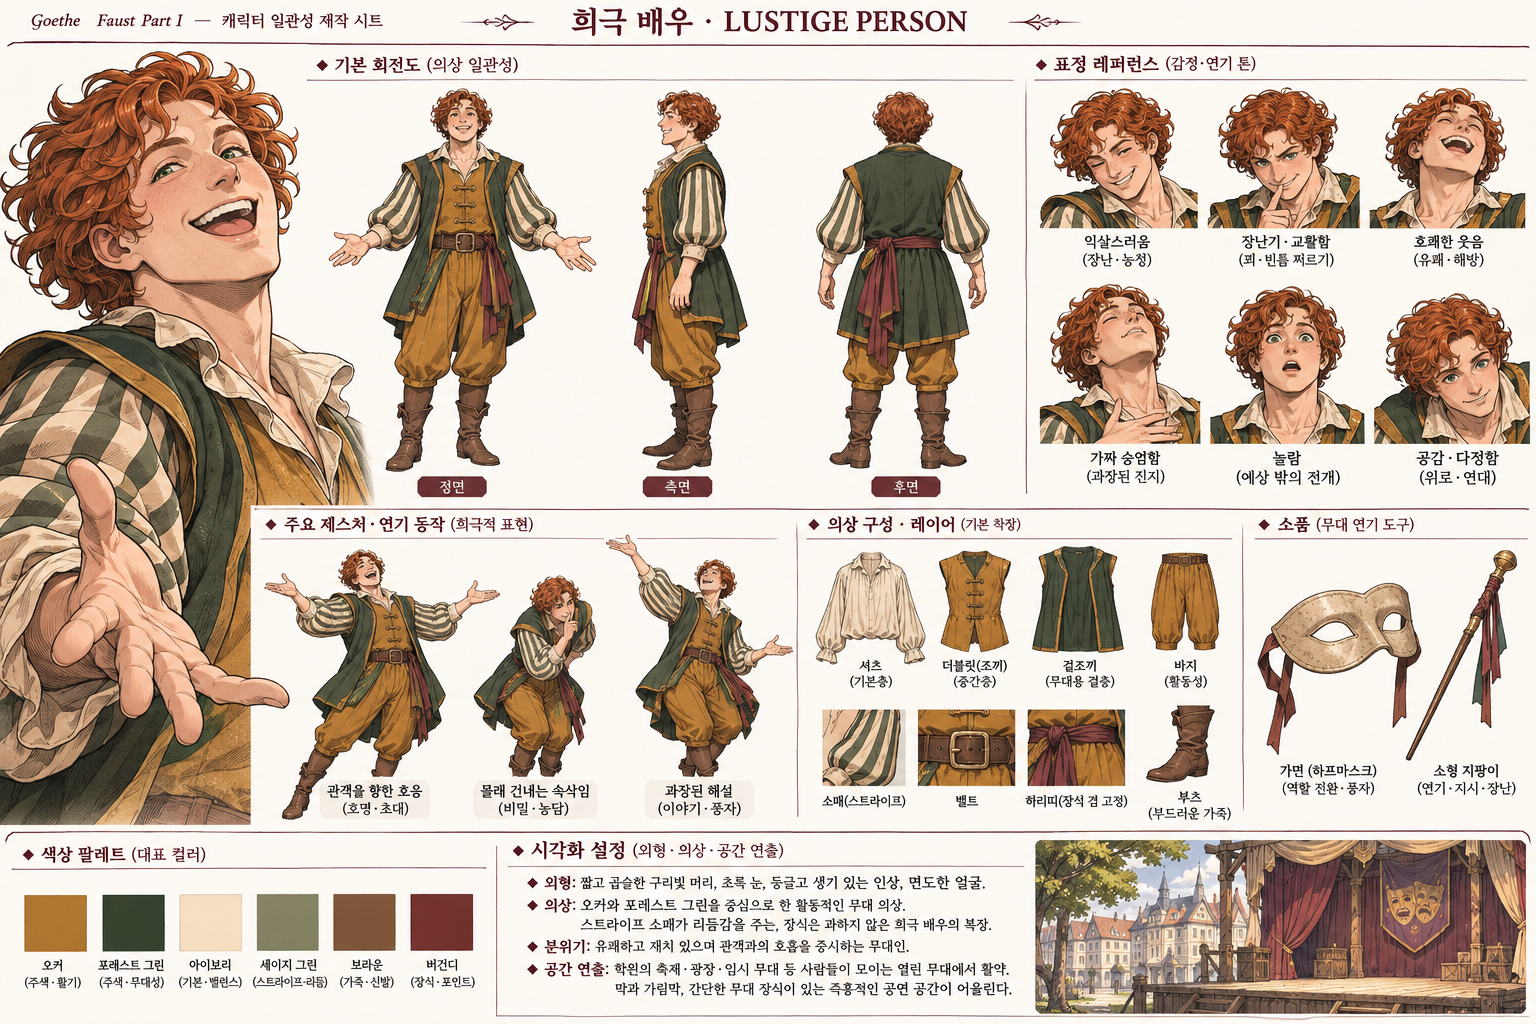 Goethe Faust Part I — 캐릭터 일관성 제작 시트
희극 배우 · LUSTIGE PERSON
◆ 기본 회전도 (의상 일관성)
정면
측면
후면
◆ 표정 레퍼런스 (감정·연기 톤)
익살스러움
(장난·농청)
장난기·교활함
(꾀·빈틈 찌르기)
호쾌한 웃음
(유쾌·해방)
가짜 숭엄함
(과장된 진지)
놀람
(예상 밖의 전개)
공감·다정함
(위로·연대)
◆ 주요 제스처·연기 동작 (희극적 표현)
관객을 향한 호응
(호명·초대)
몰래 건네는 속삭임
(비밀·농담)
과장된 해설
(이야기·풍자)
◆ 의상 구성 · 레이어 (기본 착장)
셔츠
(기본층)
더블릿(조끼)
(중간층)
겉조끼
(무대용 겉층)
바지
(활동성)
소매(스트라이프)
벨트
허리띠(장식 겸 고정)
부츠
(부드러운 가죽)
◆ 소품 (무대 연기 도구)
가면 (하프마스크)
(역할 전환·풍자)
소형 지팡이
(연기·지시·장난)
◆ 색상 팔레트 (대표 컬러)
오커
(주색·활기)
포래스트 그린
(주색·무대성)
아이보리
(기본·밸런스)
세이지 그린
(스트라이프·리듬)
보라운
(가죽·신발)
버건디
(장식·포인트)
◆ 시각화 설정 (외형·의상·공간 연출)
◆ 외형: 짧고 곱슬한 구리빛 머리, 초록 눈, 둥글고 생기 있는 인상, 면도한 얼굴.
◆ 의상: 오커와 포레스트 그린을 중심으로 한 활동적인 무대 의상.
스트라이프 소매가 리듬감을 주는, 장식은 과하지 않은 희극 배우의 복장.
◆ 분위기: 유쾌하고 재치 있으며 관객과의 호흡을 중시하는 무대인.
◆ 공간 연출: 학원의 축제·광장·임시 무대 등 사람들이 모이는 열린 무대에서 활약.
막과 가림막, 간단한 무대 장식이 있는 즉흥적인 공연 공간이 어울린다.